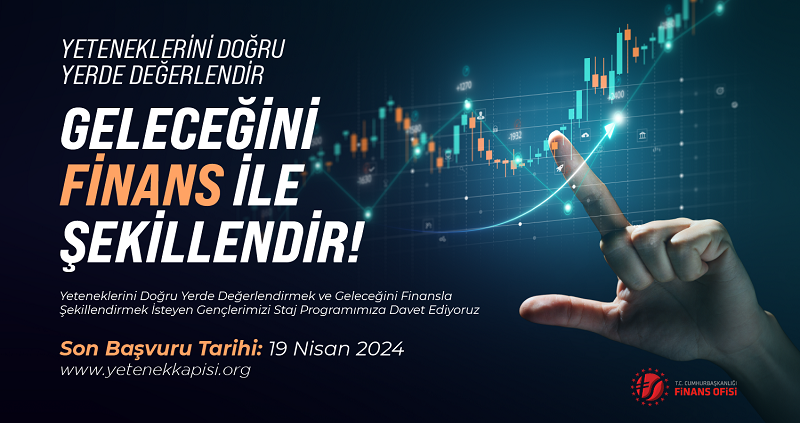 YETENEKLERİNİ DOĞRU
YERDE DEĞERLENDİR
GELECEĞİNİ
FİNANS İLE
ŞEKİLLENDİR!
Yeteneklerini Doğru Yerde Değerlendirmek ve Geleceğini Finansla
Şekillendirmek İsteyen Gençlerimizi Staj Programımıza Davet Ediyoruz
Son Başvuru Tarihi: 19 Nisan 2024
www.yetenekkapisi.org
+1270
-1932
T.C. CUMHURBAŞKANLIĞI
FİNANS OFİSİ